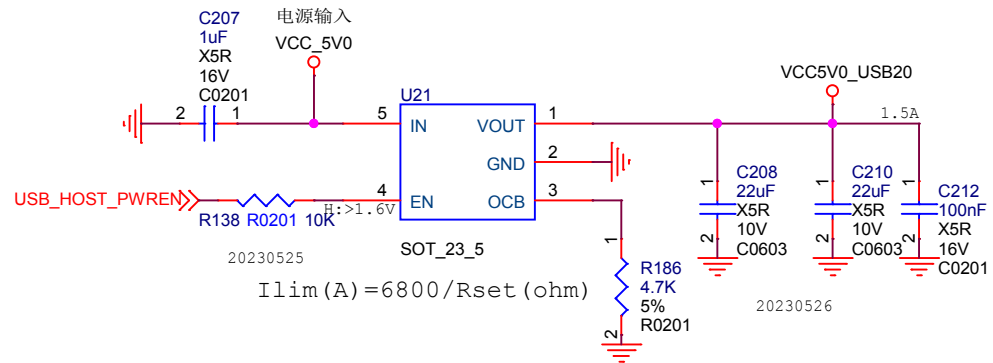 C207
1uF
X5R
16V
C0201
电源输入
VCC_5V0
2
1
5
U21
IN
VOUT
1
GND
2
EN
OCB
3
4
SOT_23_5
USB_HOST_PWREN
R138 R0201 10K
H:>1.6V
20230525
Ilim(A)=6800/Rset(ohm)
1
R186
4.7K
5%
R0201
2
VCC5V0_USB20
1.5A
1
C208
22uF
X5R
10V
C0603
2
1
C210
22uF
X5R
10V
C0603
2
1
C212
100nF
X5R
16V
C0201
2
20230526